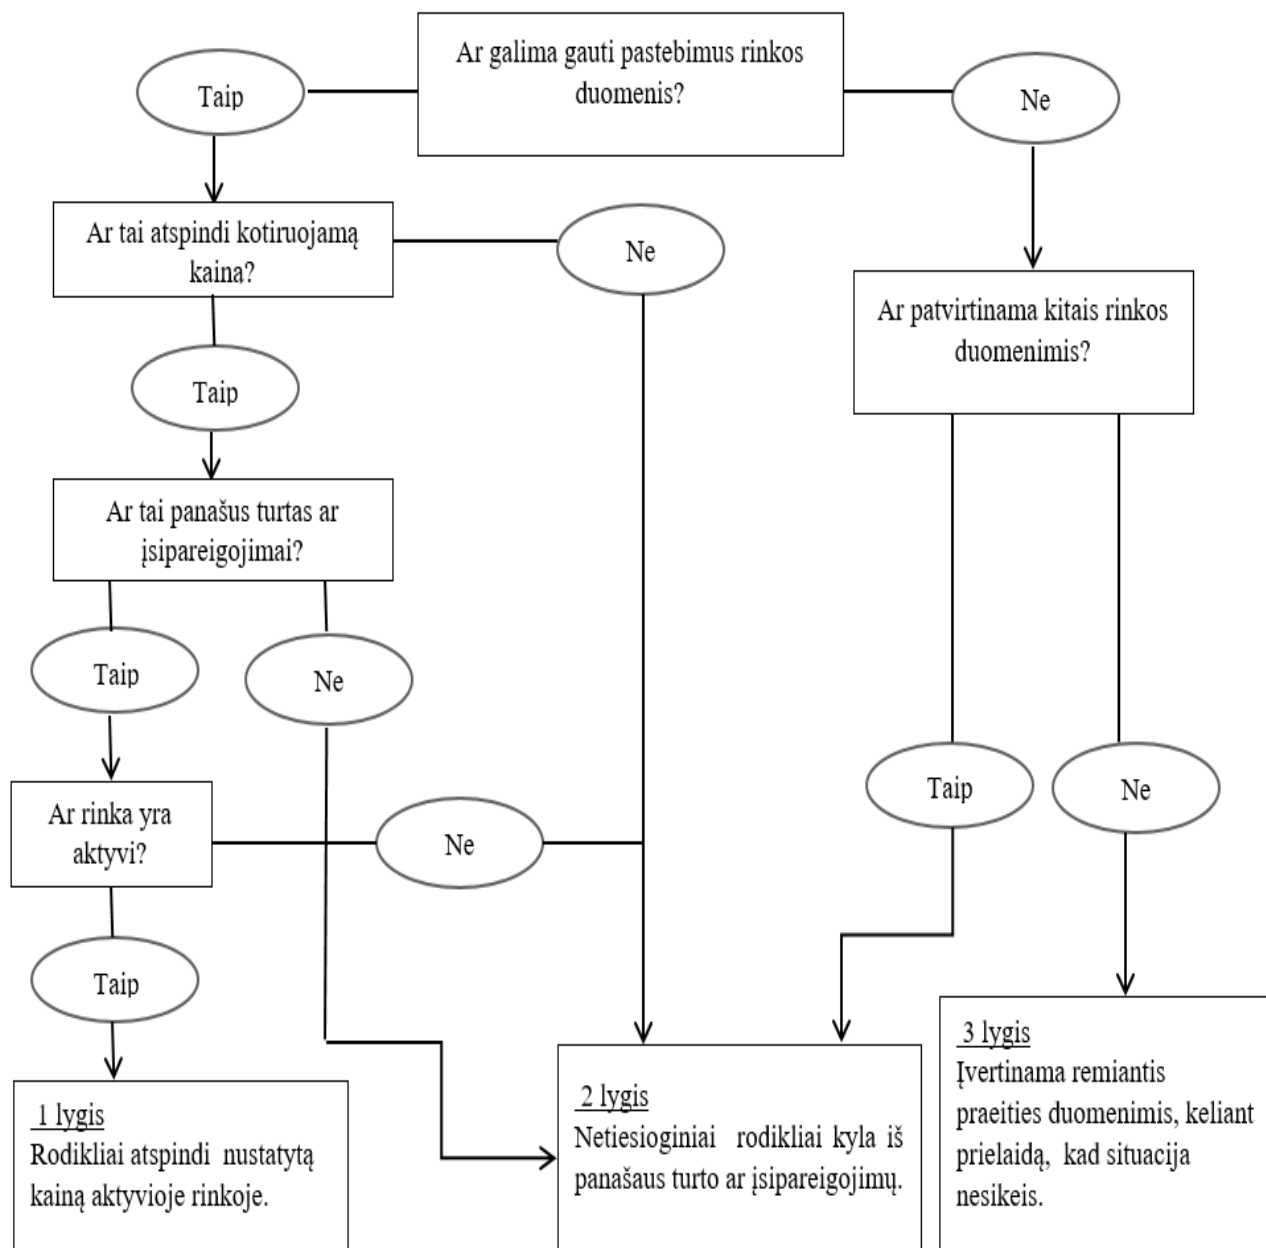 Ar galima gauti pastebimus rinkos
duomenis?
Taip
Ne
Ar tai atspindi kotiruojamą
kainą?
Ne
Ar patvirtinama kitais rinkos
duomenimis?
Taip
Ar tai panašus turtas ar
įsipareigojimai?
Taip
Ne
Taip
Ne
Ar rinka yra
aktyvi?
Ne
Taip
1 lygis
Rodikliai atspindi nustatytą
kainą aktyvioje rinkoje.
2 lygis
Netiesioginiai rodikliai kyla iš
panašaus turto ar įsipareigojimų.
3 lygis
Įvertinama remiantis
praeities duomenimis, keliant
prielaidą, kad situacija
nesikeis.